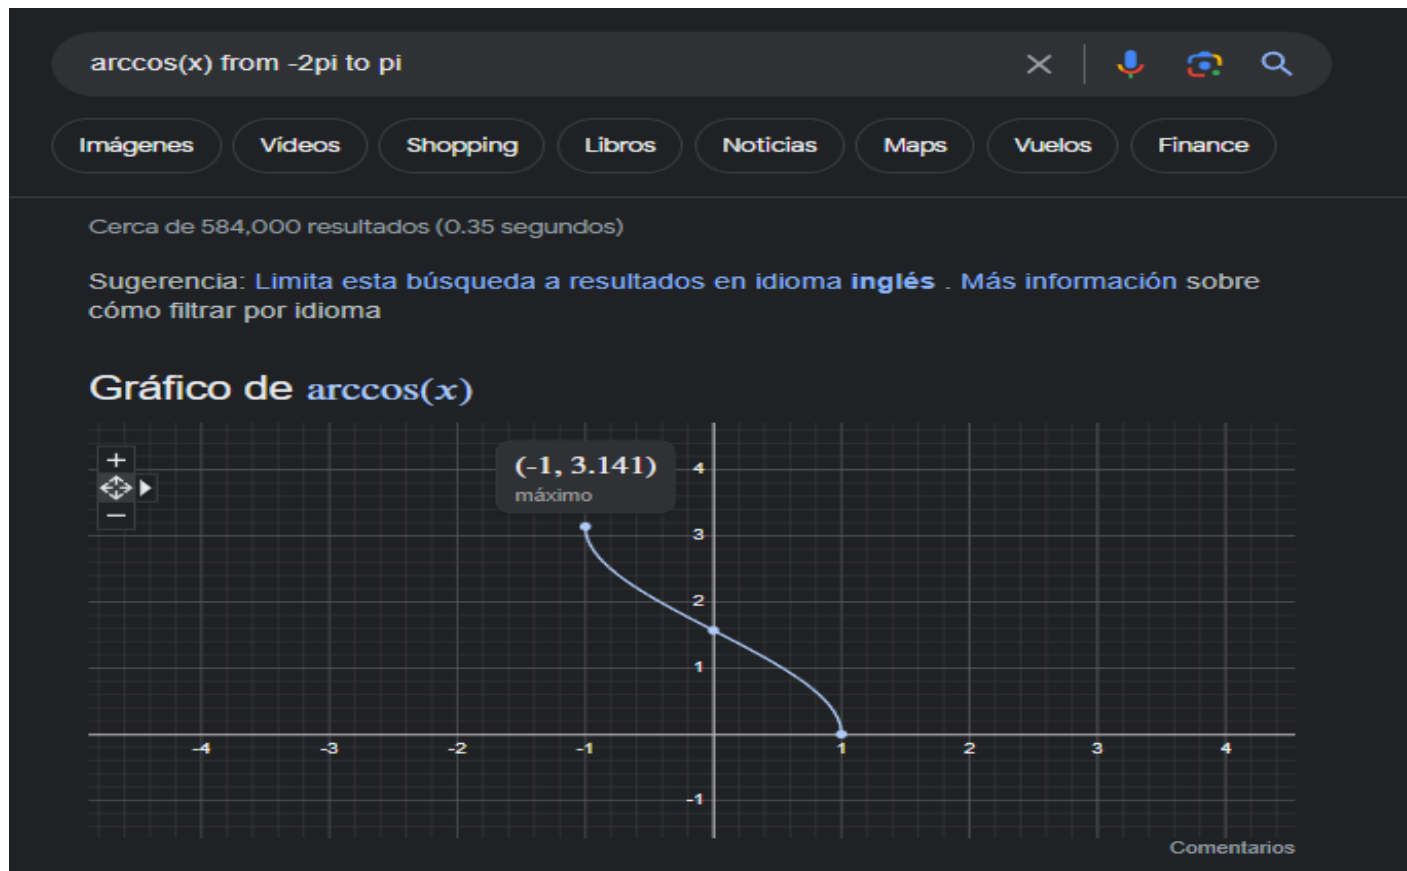 arccos(x) from -2pi to pi
Imágenes Vídeos Shopping Libros Noticias Maps Vuelos Finance
Cerca de 584,000 resultados (0.35 segundos)
Sugerencia: Limita esta búsqueda a resultados en idioma inglés . Más información sobre
cómo filtrar por idioma
Gráfico de arccos(x)
(-1, 3.141)
máximo
4
3
2
1
-4 -3 -2 -1 1 2 3 4
-1
Comentarios